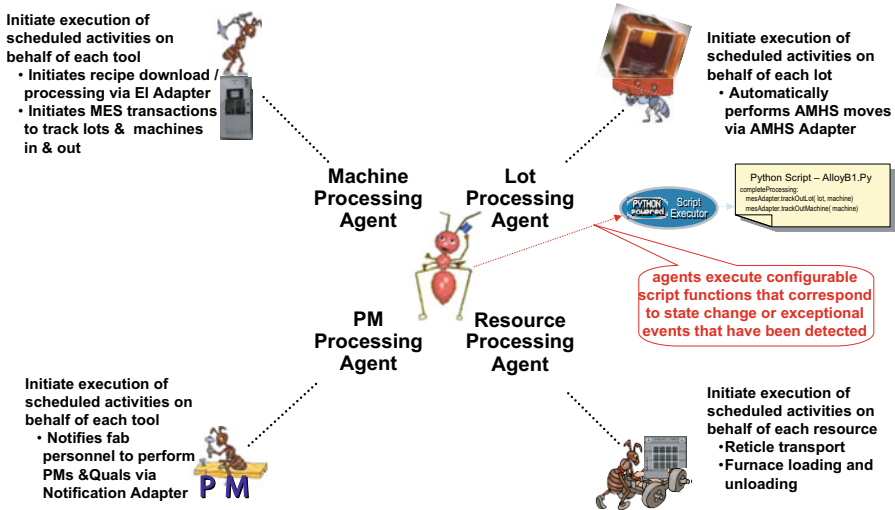 Initiate execution of
scheduled activities on
behalf of each tool
• Initiates recipe download /
processing via EI Adapter
• Initiates MES transactions
to track lots & machines
in & out
Initiate execution of
scheduled activities on
behalf of each lot
• Automatically
performs AMHS moves
via AMHS Adapter
Machine
Processing
Agent
Lot
Processing
Agent
PYTHON
Powered
Script
Executor
Python Script – AlloyB1.Py
completeProcessing:
mesAdapter.trackOutLot( lot, machine)
mesAdapter.trackOutMachine( machine)
agents execute configurable
script functions that correspond
to state change or exceptional
events that have been detected
PM
Processing
Agent
Resource
Processing
Agent
Initiate execution of
scheduled activities on
behalf of each tool
• Notifies fab
personnel to perform
PMs &Quals via
Notification Adapter
P M
Initiate execution of
scheduled activities on
behalf of each resource
•Reticle transport
•Furnace loading and
unloading